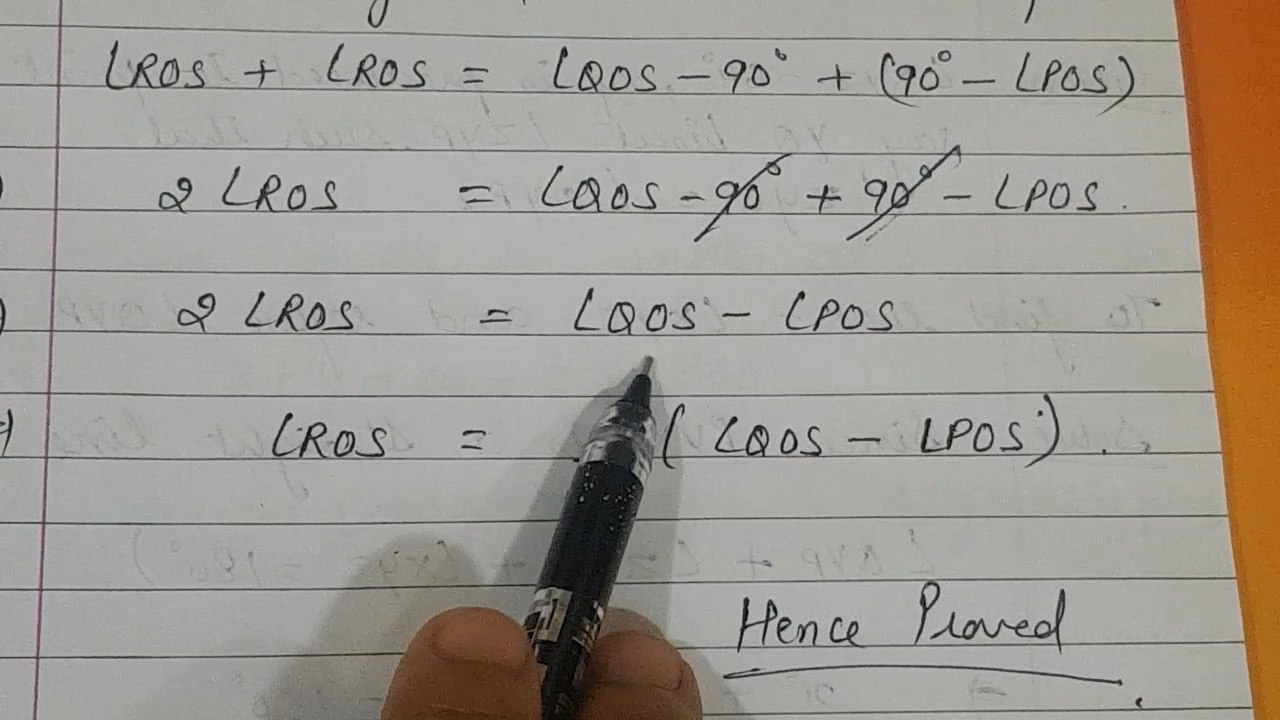 ∠ROS + ∠ROS = ∠QOS - 90° + (90° - ∠POS)
2 ∠ROS = ∠QOS - 90° + 90° - ∠POS.
2 ∠ROS = ∠QOS - ∠POS
∠ROS = ( ∠QOS - ∠POS ).
Hence Proved